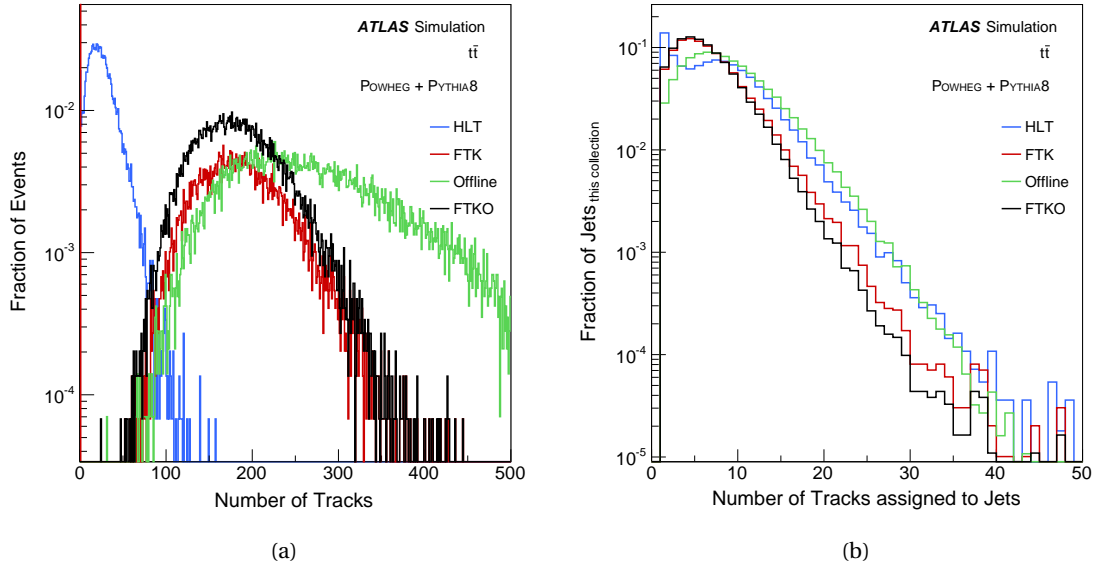 ATLAS Simulation
tt̄
POWHEG + PYTHIA8
HLT
FTK
Offline
FTKO
Fraction of Events
10⁻²
10⁻³
10⁻⁴
0 100 200 300 400 500
Number of Tracks
(a)
ATLAS Simulation
tt̄
POWHEG + PYTHIA8
HLT
FTK
Offline
FTKO
Fraction of Jets this collection
10⁻¹
10⁻²
10⁻³
10⁻⁴
10⁻⁵
0 10 20 30 40 50
Number of Tracks assigned to Jets
(b)